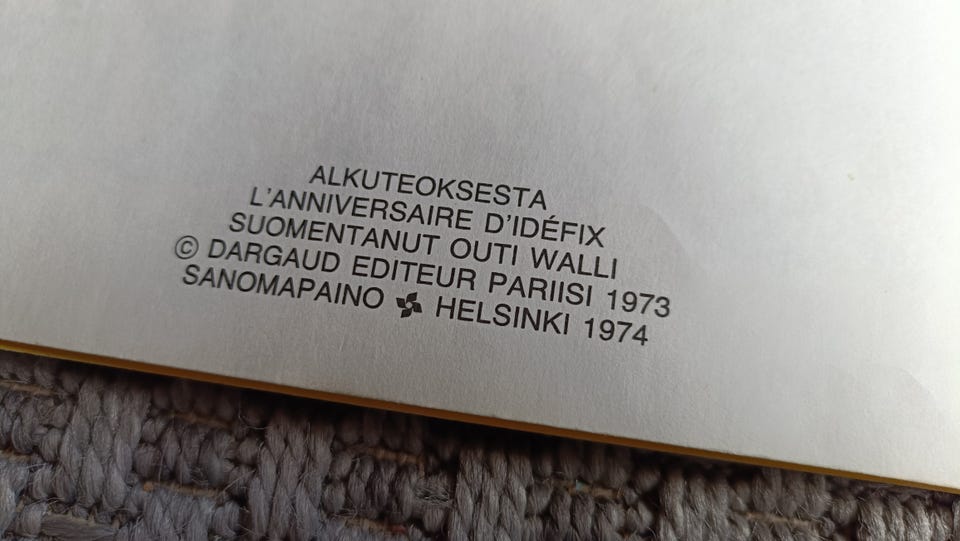 ALKUTEOKSESTA
L'ANNIVERSAIRE D'IDÉFIX
SUOMENTANUT OUTI WALLI
© DARGAUD EDITEUR PARIISI 1973
SANOMAPAINO HELSINKI 1974